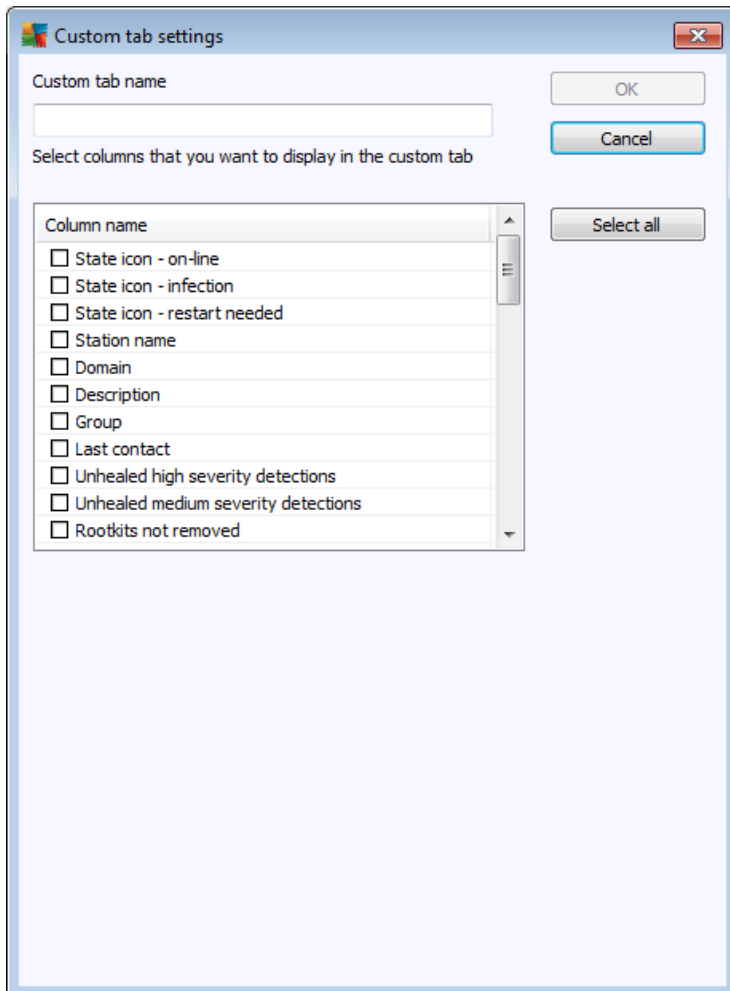 Custom tab settings
Custom tab name
OK
Cancel
Select columns that you want to display in the custom tab
Select all
Column name
State icon - on-line
State icon - infection
State icon - restart needed
Station name
Domain
Description
Group
Last contact
Unhealed high severity detections
Unhealed medium severity detections
Rootkits not removed